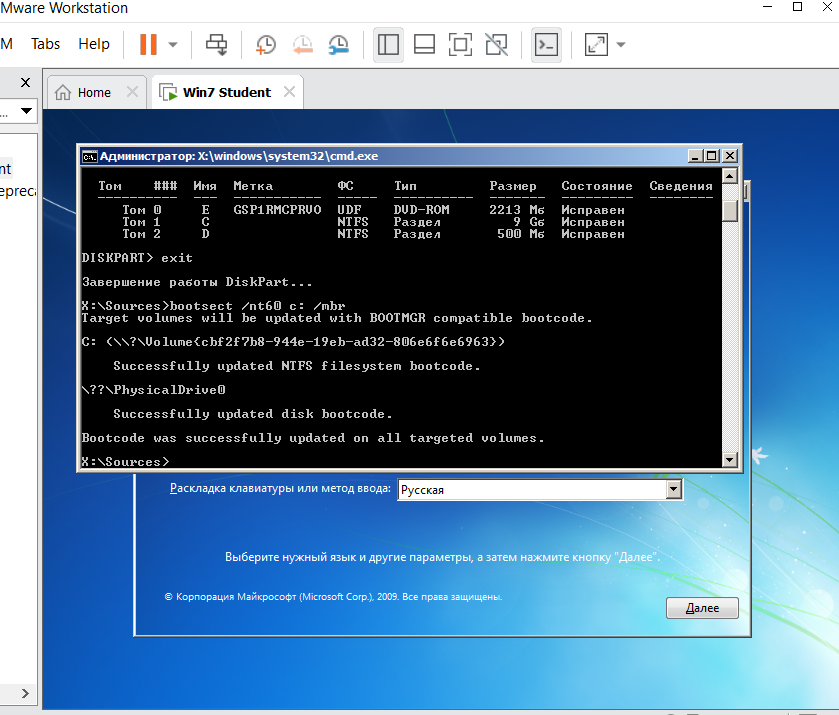 Mware Workstation
M Tabs Help
Home
Win7 Student
...
nt
epreca
Администратор: X:\windows\system32\cmd.exe
Том ### Имя Метка ФС Тип Размер Состояние Сведения
---------- --- ----------- ----- ---------- ------- --------- --------
Том 0 E GSP1RMCPRVO UDF DVD-ROM 2213 Мб Исправен
Том 1 C NTFS Раздел 9 Gб Исправен
Том 2 D NTFS Раздел 500 Мб Исправен
DISKPART> exit
Завершение работы DiskPart...
X:\Sources>bootsect /nt60 c: /mbr
Target volumes will be updated with BOOTMGR compatible bootcode.
C: (\\?\Volume{cbf2f7b8-944e-19eb-ad32-806e6f6e6963})
Successfully updated NTFS filesystem bootcode.
\??\PhysicalDrive0
Successfully updated disk bootcode.
Bootcode was successfully updated on all targeted volumes.
X:\Sources>
Раскладка клавиатуры или метод ввода: Русская
Выберите нужный язык и другие параметры, а затем нажмите кнопку "Далее".
© Корпорация Майкрософт (Microsoft Corp.), 2009. Все права защищены.
Далее